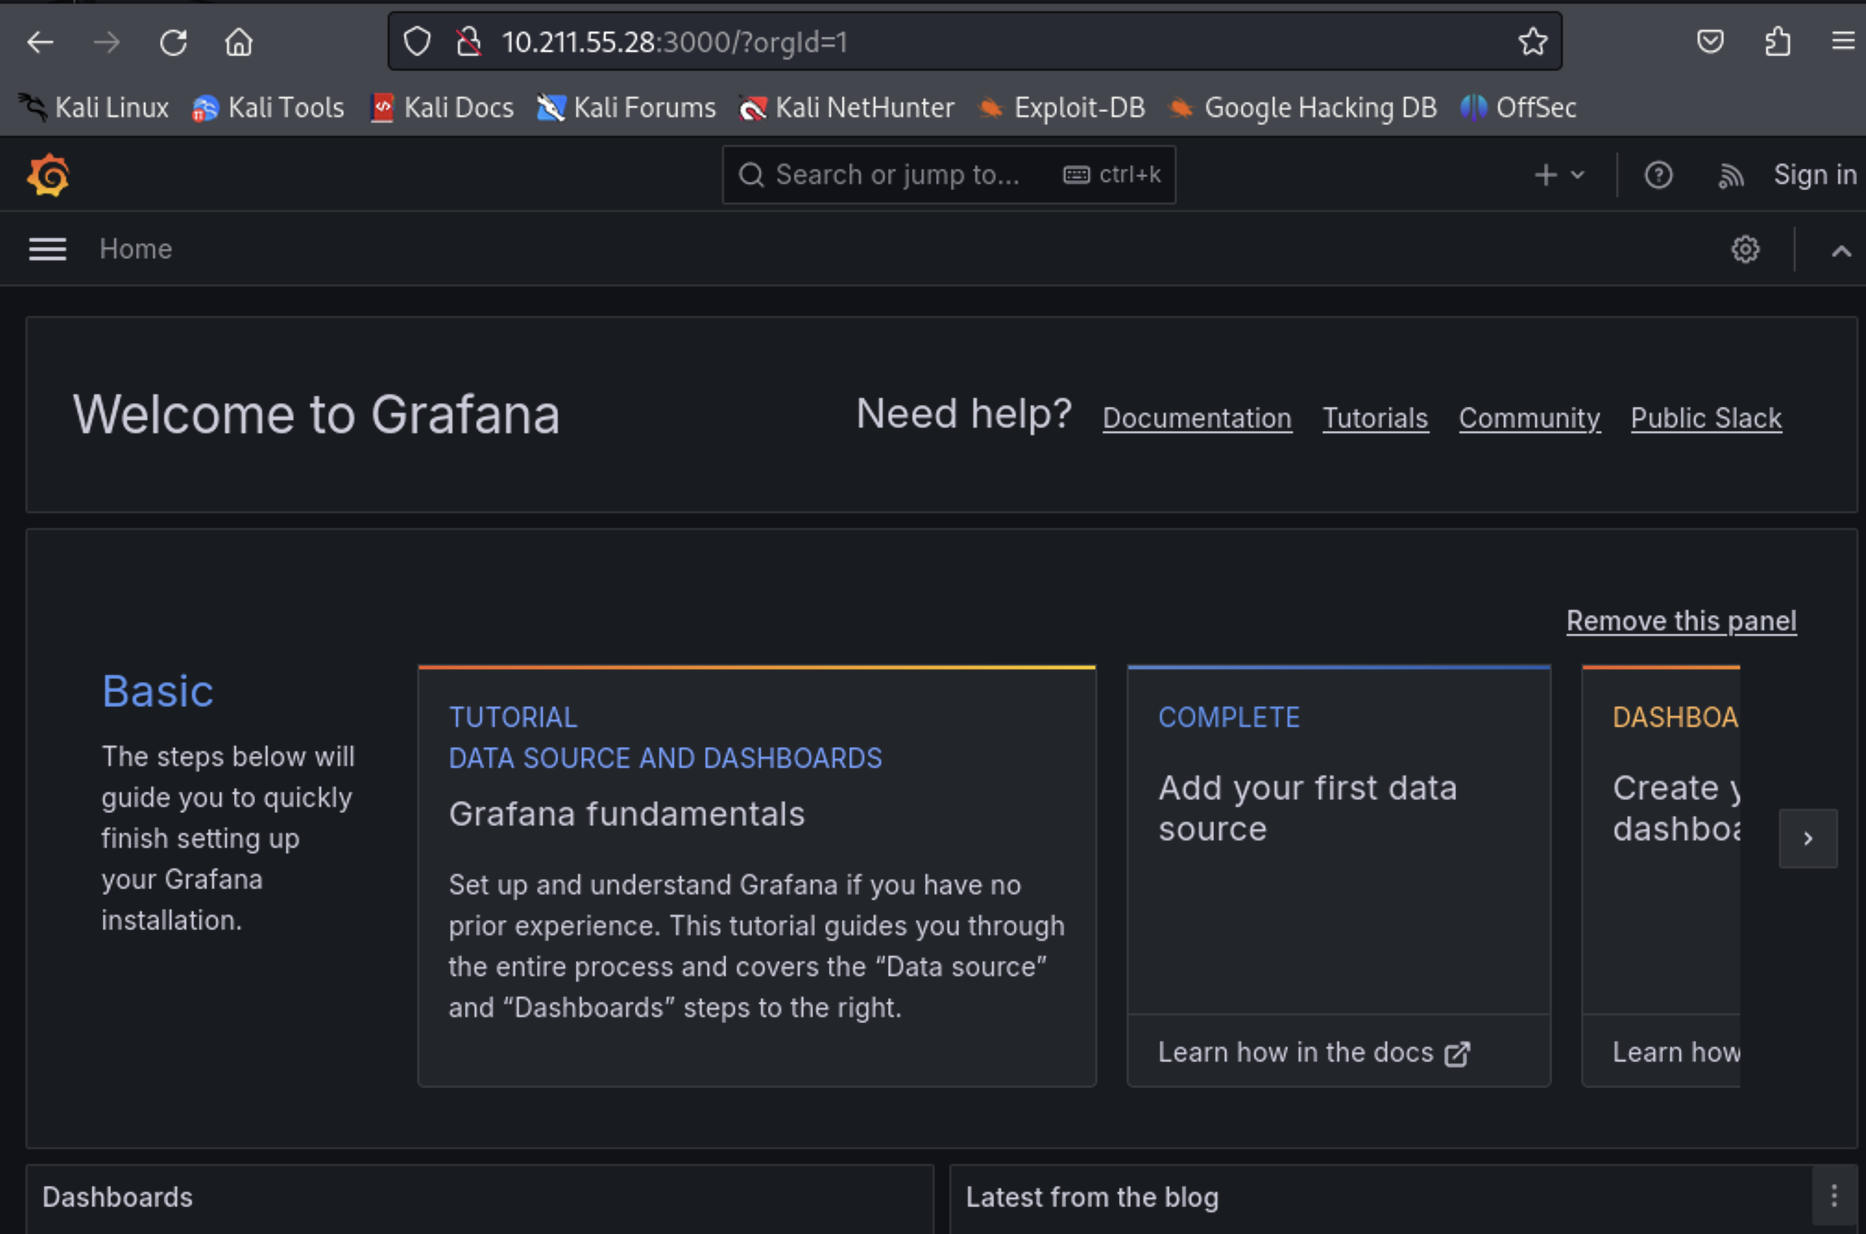 10.211.55.28:3000/?orgId=1
Kali Linux Kali Tools Kali Docs Kali Forums Kali NetHunter Exploit-DB Google Hacking DB OffSec
Search or jump to... ctrl+k Sign in
Home
Welcome to Grafana
Need help? Documentation Tutorials Community Public Slack
Remove this panel
Basic
The steps below will
guide you to quickly
finish setting up
your Grafana
installation.
TUTORIAL
DATA SOURCE AND DASHBOARDS
Grafana fundamentals
Set up and understand Grafana if you have no
prior experience. This tutorial guides you through
the entire process and covers the “Data source”
and “Dashboards” steps to the right.
COMPLETE
Add your first data
source
Learn how in the docs
DASHBOA
Create y
dashboa
Learn how
Dashboards
Latest from the blog